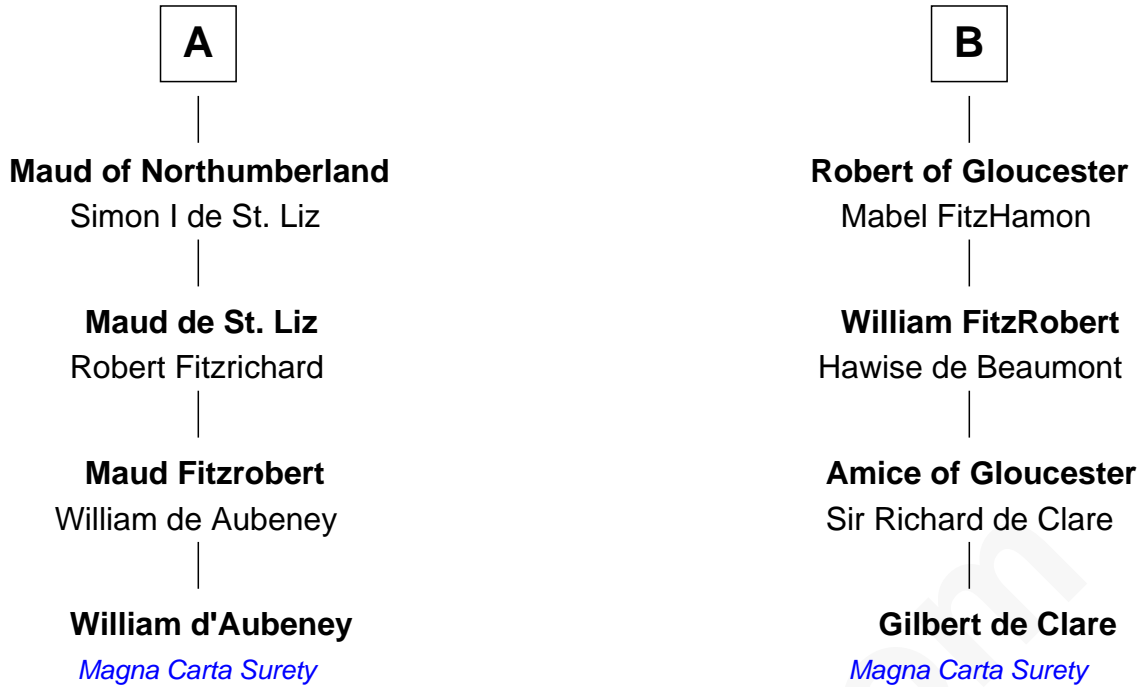 A
Maud of Northumberland
Simon I de St. Liz
Maud de St. Liz
Robert Fitzrichard
Maud Fitzrobert
William de Aubeney
William d'Aubeney
Magna Carta Surety
B
Robert of Gloucester
Mabel FitzHamon
William FitzRobert
Hawise de Beaumont
Amice of Gloucester
Sir Richard de Clare
Gilbert de Clare
Magna Carta Surety